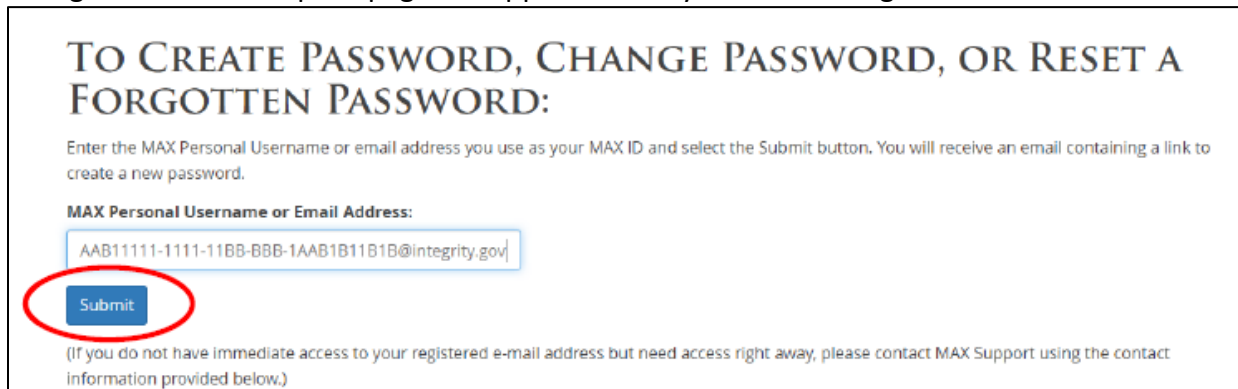 TO CREATE PASSWORD, CHANGE PASSWORD, OR RESET A
FORGOTTEN PASSWORD:
Enter the MAX Personal Username or email address you use as your MAX ID and select the Submit button. You will receive an email containing a link to
create a new password.
MAX Personal Username or Email Address:
AAB11111-1111-11BB-BBB-1AAB1B11B1B@integrity.gov
Submit
(If you do not have immediate access to your registered e-mail address but need access right away, please contact MAX Support using the contact
information provided below.)